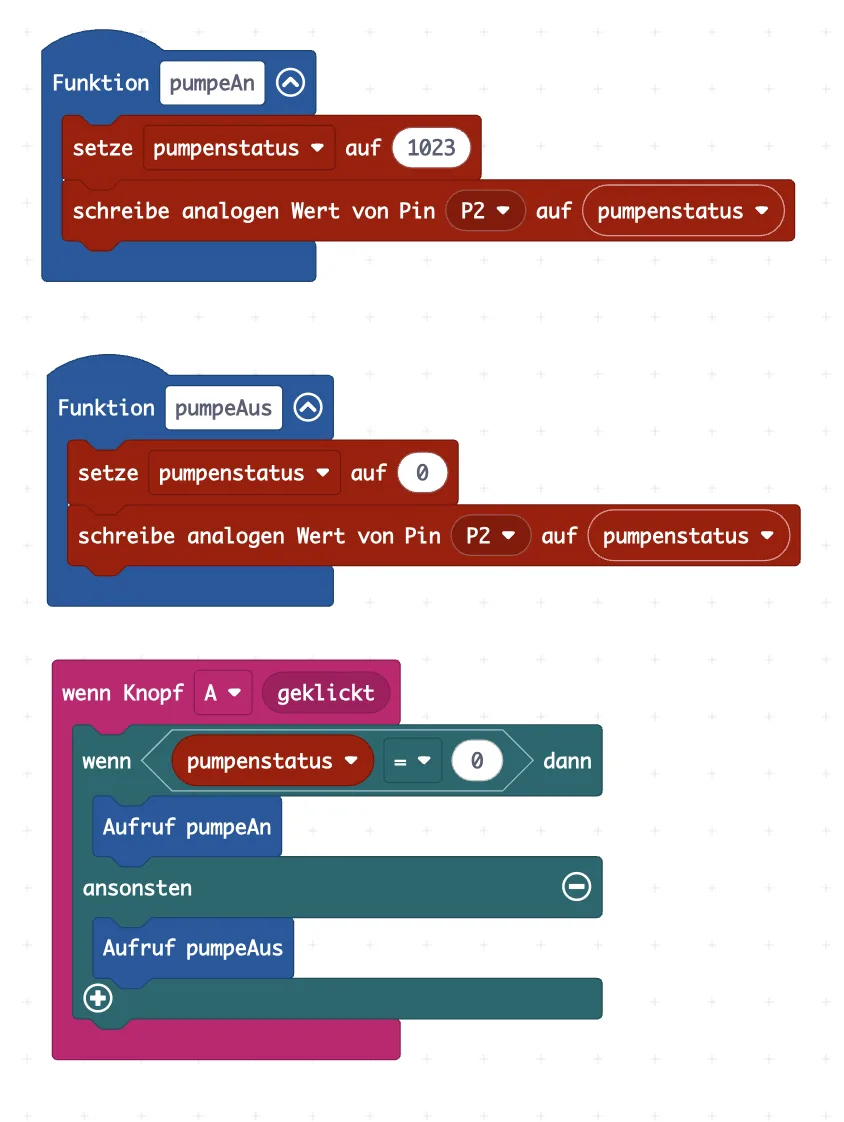 Funktion pumpeAn
setze pumpenstatus auf 1023
schreibe analogen Wert von Pin P2 auf pumpenstatus
Funktion pumpeAus
setze pumpenstatus auf 0
schreibe analogen Wert von Pin P2 auf pumpenstatus
wenn Knopf A geklickt
wenn pumpenstatus = 0 dann
Aufruf pumpeAn
ansonsten
Aufruf pumpeAus